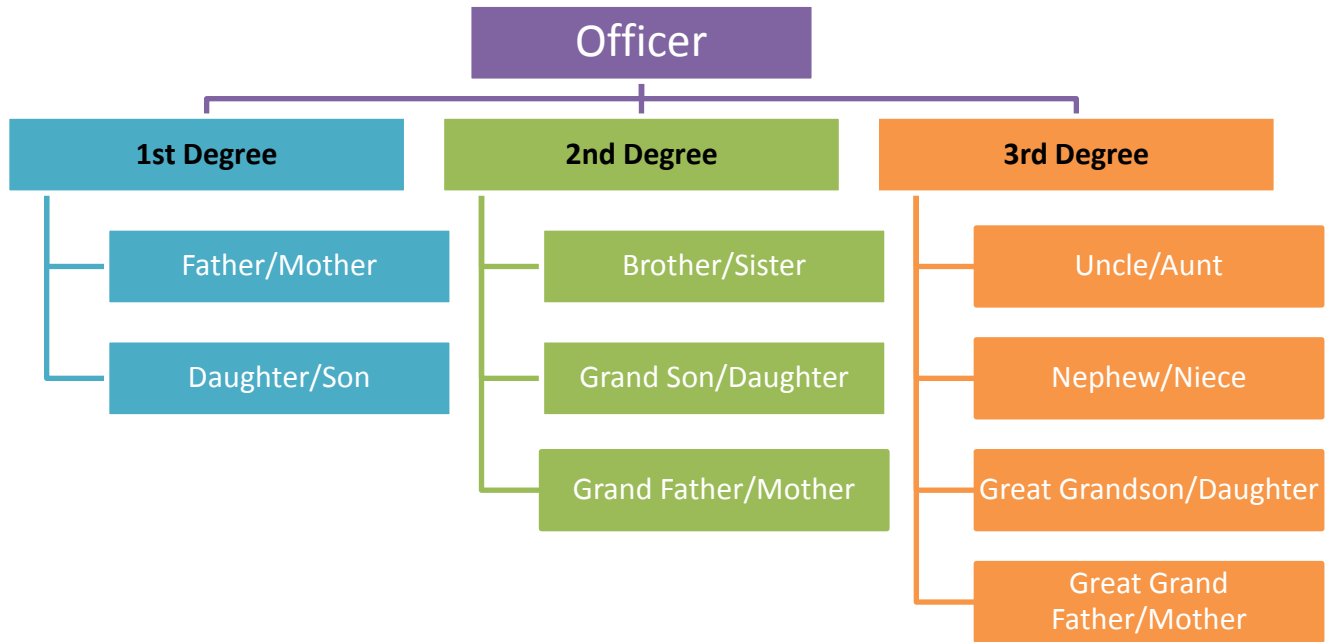 Officer
1st Degree
Father/Mother
Daughter/Son
2nd Degree
Brother/Sister
Grand Son/Daughter
Grand Father/Mother
3rd Degree
Uncle/Aunt
Nephew/Niece
Great Grandson/Daughter
Great Grand
Father/Mother